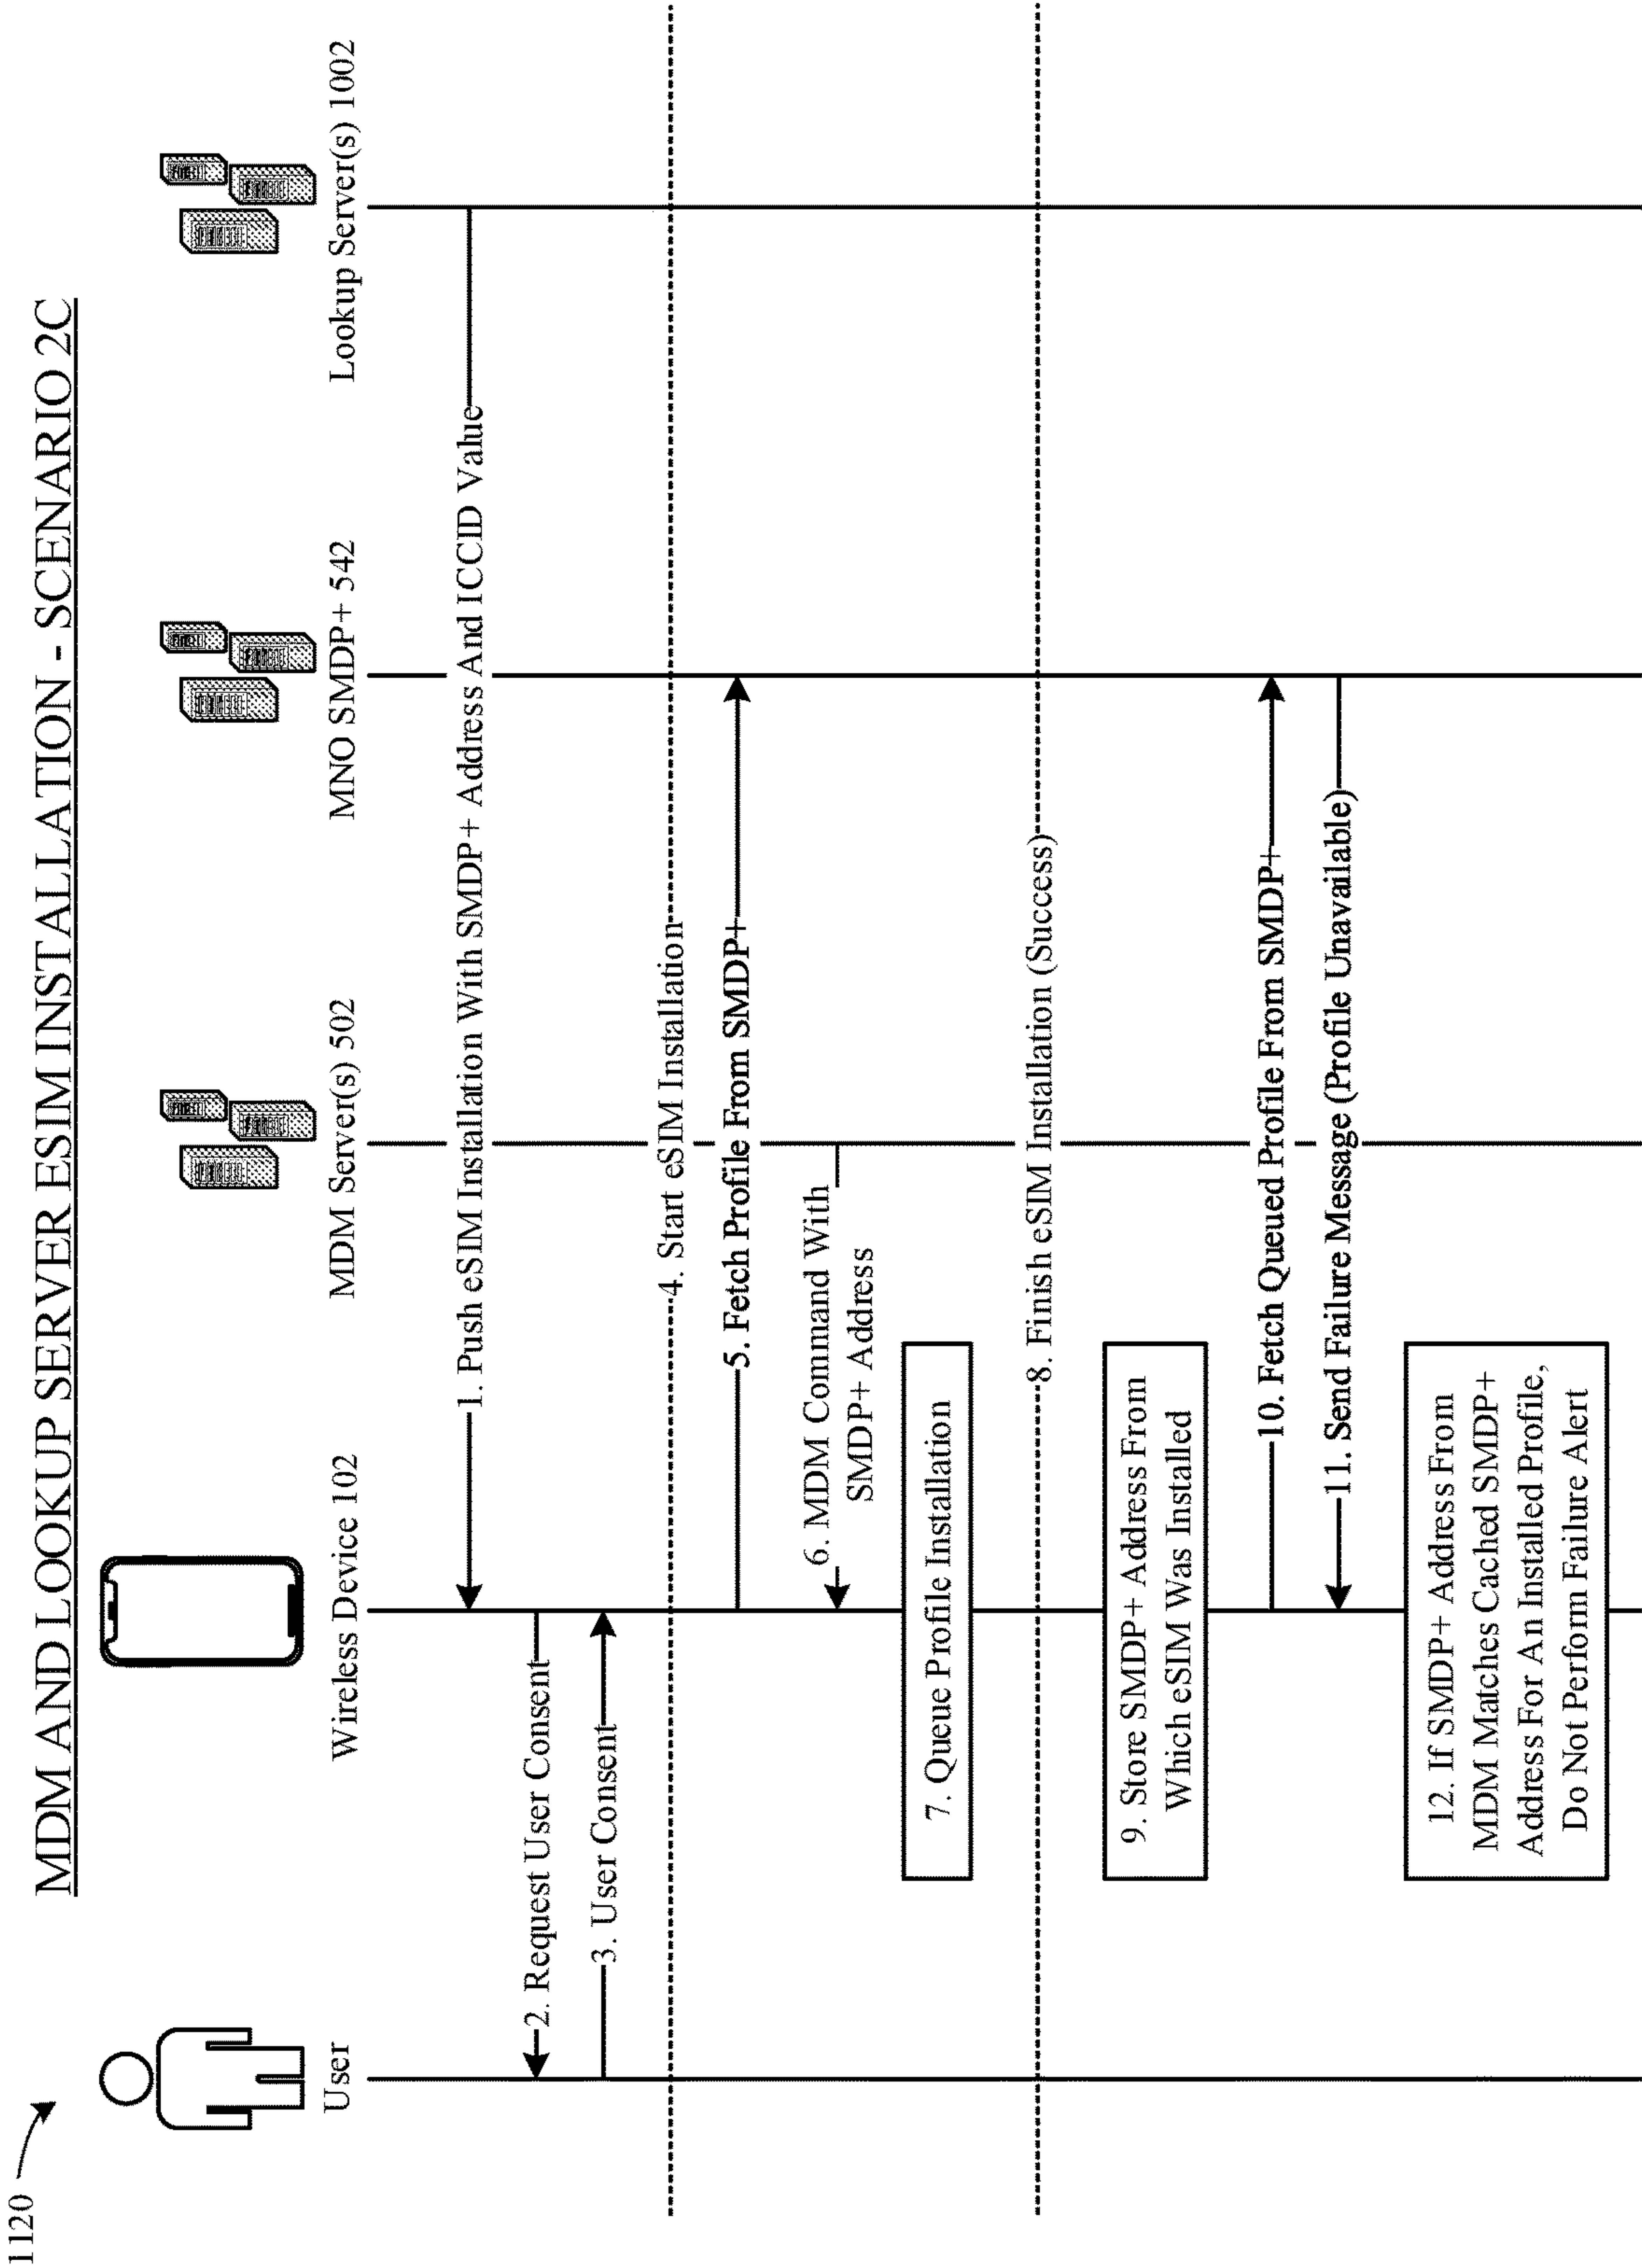 1120
MDM AND LOOKUP SERVER ESIM INSTALLATION - SCENARIO 2C
User
Wireless Device 102
MDM Server(s) 502
MNO SMDP+ 542
Lookup Server(s) 1002
1. Push eSIM Installation With SMDP+ Address And ICCID Value
2. Request User Consent
3. User Consent
4. Start eSIM Installation
5. Fetch Profile From SMDP+
6. MDM Command With
SMDP+ Address
7. Queue Profile Installation
8. Finish eSIM Installation (Success)
9. Store SMDP+ Address From
Which eSIM Was Installed
10. Fetch Queued Profile From SMDP+
11. Send Failure Message (Profile Unavailable)
12. If SMDP+ Address From
MDM Matches Cached SMDP+
Address For An Installed Profile,
Do Not Perform Failure Alert